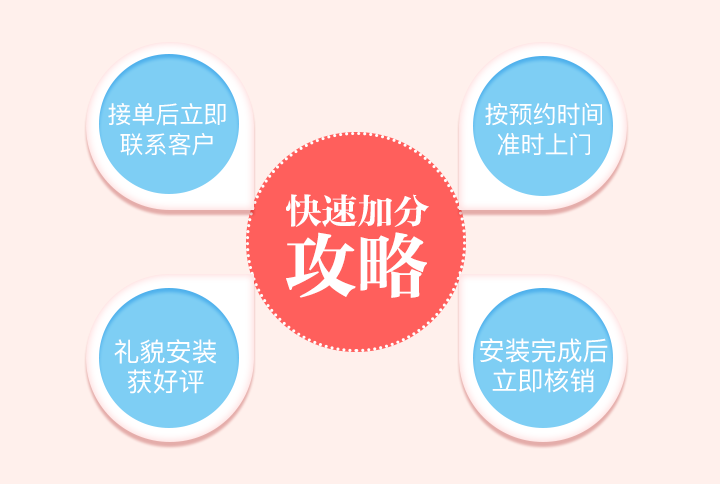 接单后立即
联系客户
按预约时间
准时上门
快速加分
攻略
礼貌安装
获好评
安装完成后
立即核销